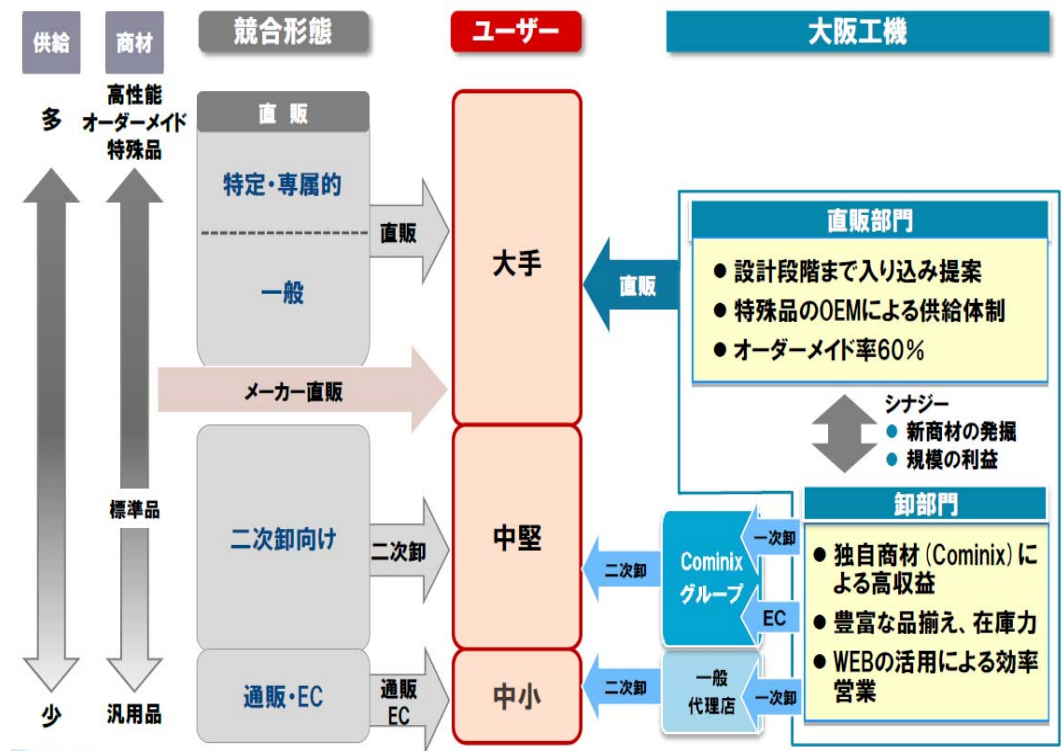 供給
商材
競合形態
ユーザー
大阪工機
多
高性能
オーダーメイド
特殊品
直 販
特定・専属的
一般
直販
大手
直販
直販部門
● 設計段階まで入り込み提案
● 特殊品のOEMによる供給体制
● オーダーメイド率60%
メーカー直販
シナジー
● 新商材の発掘
● 規模の利益
標準品
二次卸向け
二次卸
中堅
二次卸
Cominix
グループ
一次卸
EC
卸部門
● 独自商材(Cominix)に
よる高収益
● 豊富な品揃え、在庫力
● WEBの活用による効率
営業
少
汎用品
通販・EC
通販
EC
中小
二次卸
一般
代理店
一次卸